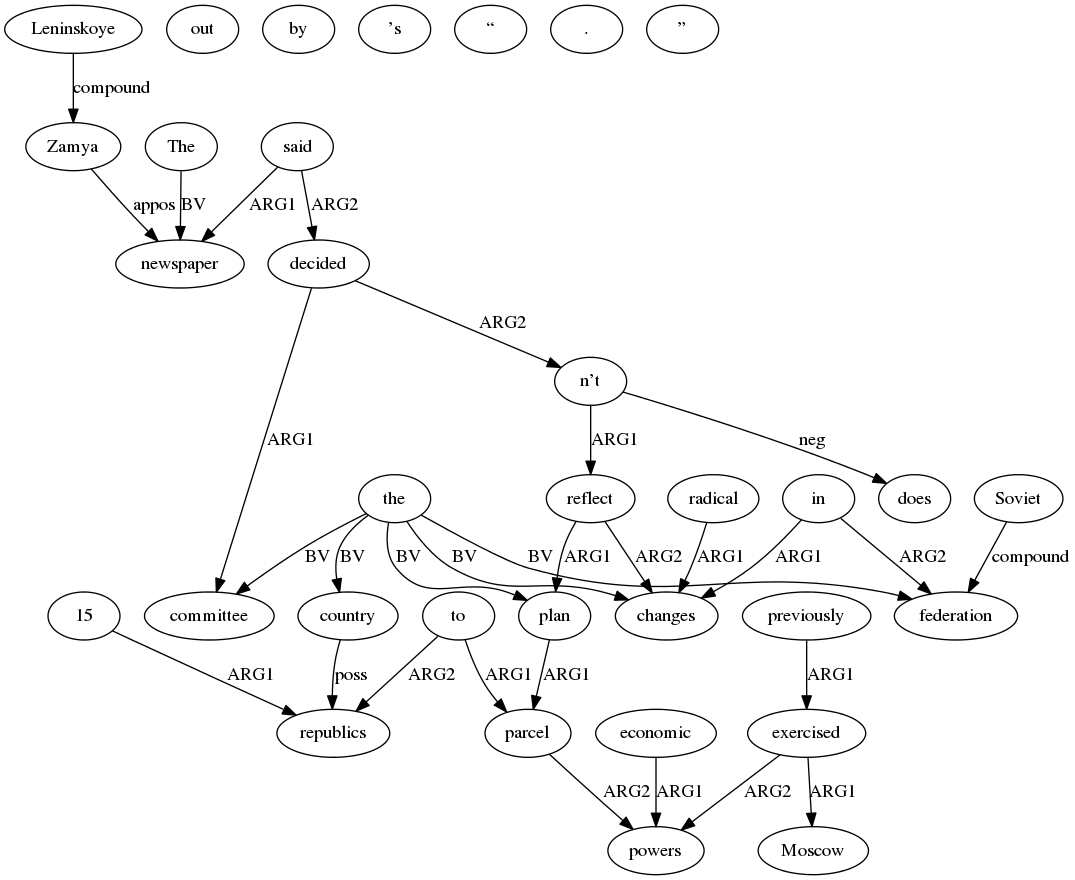 Leninskoye out by ’s “ . ”
compound
Zamya The said
appos BV ARG1 ARG2
newspaper decided
ARG2
n’t
ARG1 ARG1 neg
the reflect radical in does Soviet
BV BV BV BV BV ARG1 ARG2 ARG1 ARG1 ARG2 compound
15 committee country to plan changes previously federation
ARG1 poss ARG2 ARG1 ARG1 ARG1
republics parcel economic exercised
ARG2 ARG1 ARG2 ARG1
powers Moscow